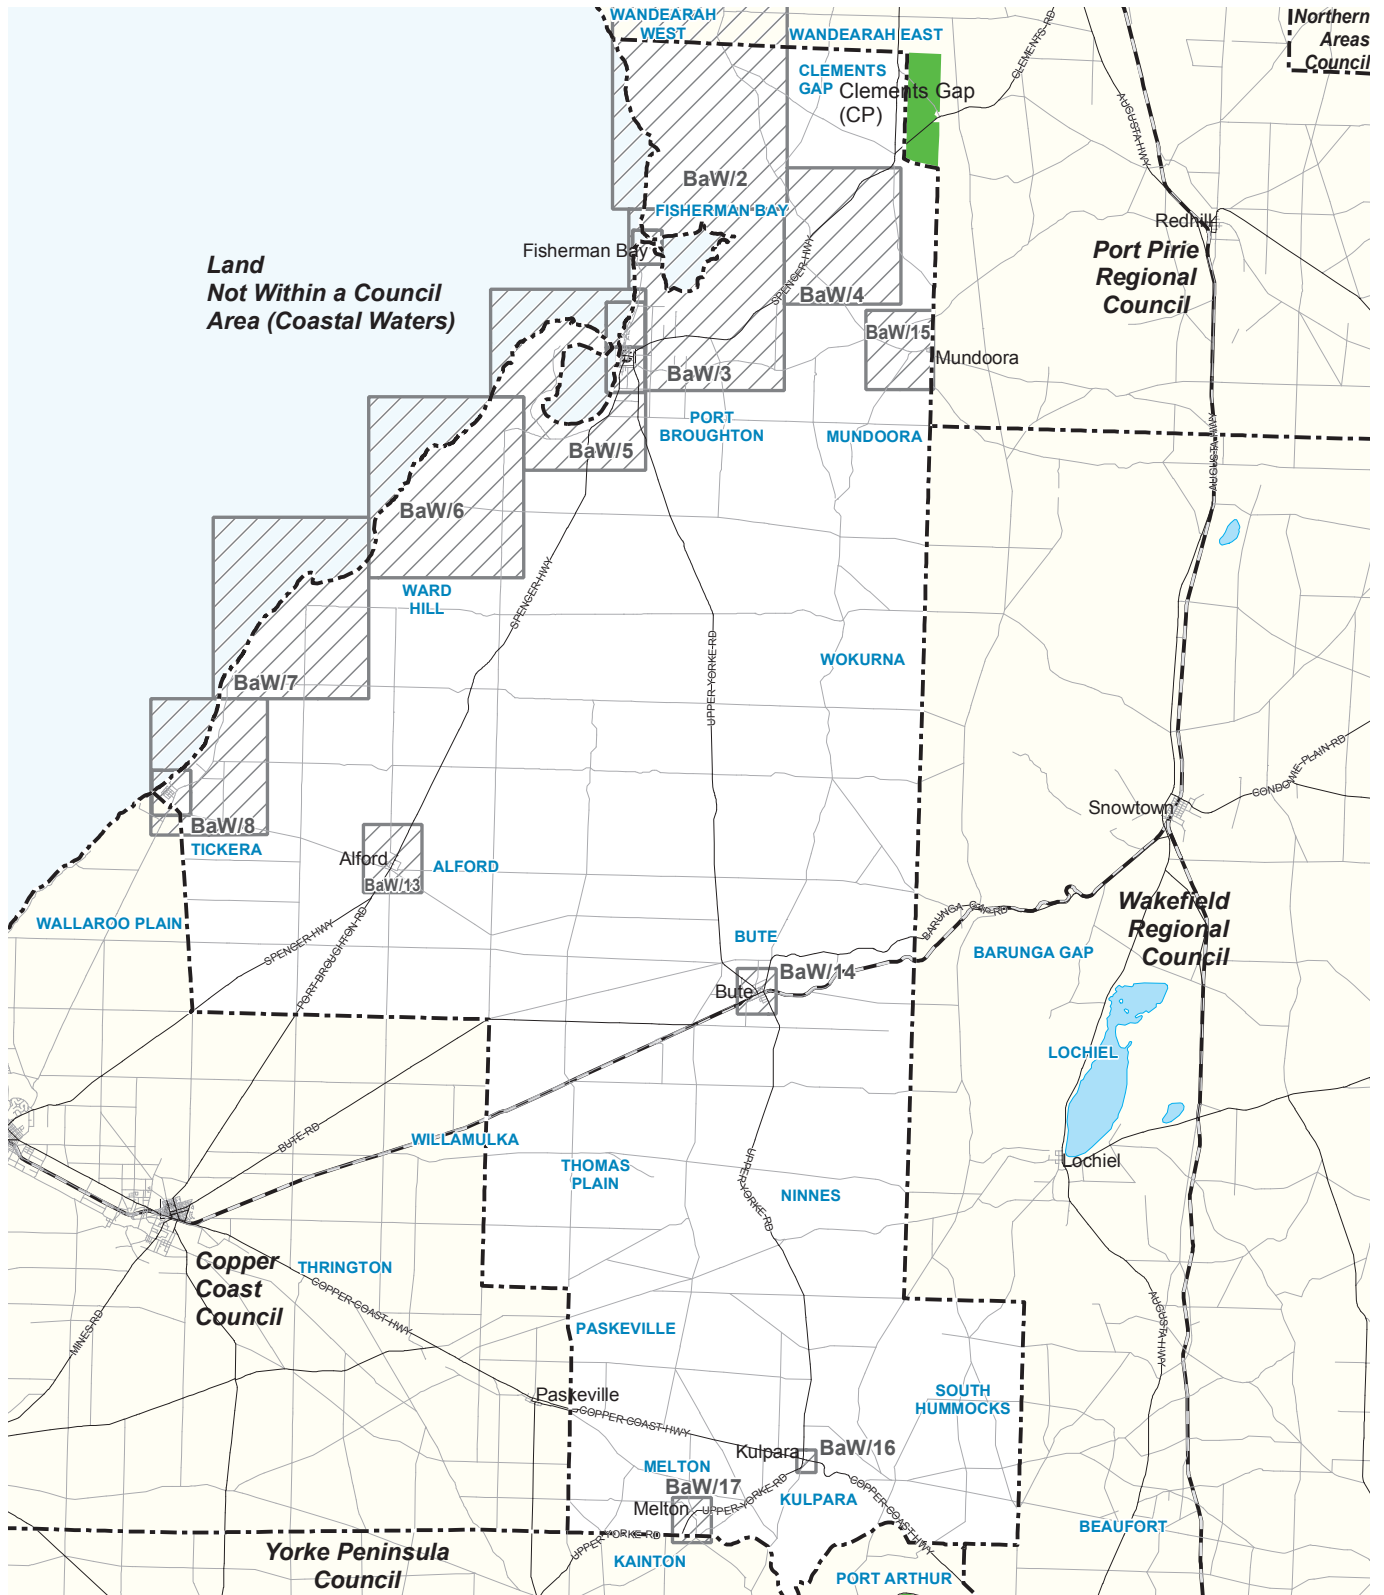 WANDEARAH
WEST
WANDEARAH EAST
Northern
Areas
Council
CLEMENTS RD
CLEMENTS
GAP
Clements Gap
(CP)
AUGUSTA HWY
BaW/2
FISHERMAN BAY
Redhill
Fisherman Bay
Port Pirie
Regional
Council
Land
Not Within a Council
Area (Coastal Waters)
SPENCER HWY
BaW/4
BaW/15
Mundoora
BaW/3
PORT
BROUGHTON
MUNDOORA
BaW/5
AUGUSTA HWY
BaW/6
WARD
HILL
SPENCER HWY
UPPER YORKE RD
WOKURNA
BaW/7
CONDOWIE PLAIN RD
Snowtown
BaW/8
TICKERA
Alford
ALFORD
BaW/13
Wakefield
Regional
Council
WALLAROO PLAIN
SPENCER HWY
PORT BROUGHTON RD
BARUNGA GAP RD
BUTE
BARUNGA GAP
BaW/14
Bute
LOCHIEL
BUTE RD
WILLAMULKA
Lochiel
THOMAS
PLAIN
UPPER YORKE RD
NINNES
Copper
Coast
Council
THRINGTON
COPPER COAST HWY
MINES RD
AUGUSTA HWY
PASKEVILLE
Paskeville
COPPER COAST HWY
SOUTH
HUMMOCKS
Kulpara
BaW/16
MELTON
BaW/17
UPPER YORKE RD
KULPARA
COPPER COAST HWY
Melton
BEAUFORT
UPPER YORKE RD
Yorke Peninsula
Council
KAINTON
PORT ARTHUR